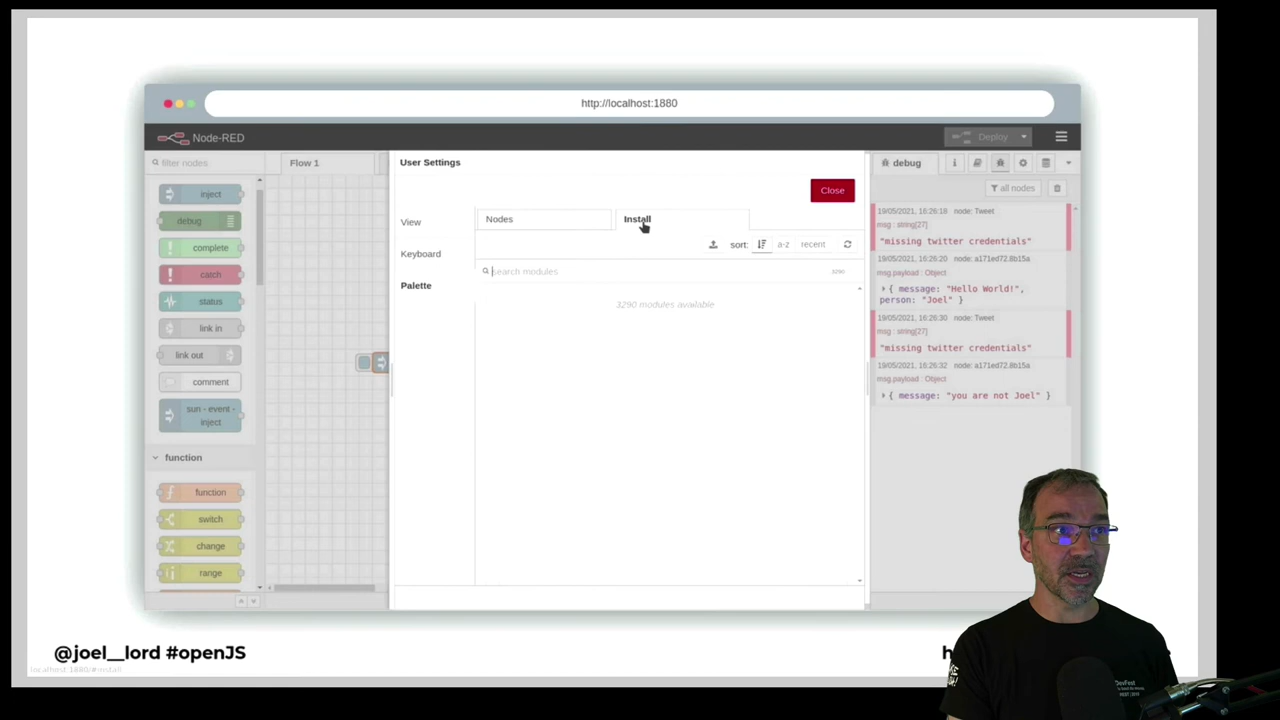 http://localhost:1880
Node-RED
Deploy
filter nodes
Flow 1
User Settings
debug
i
Close
all nodes
inject
debug
complete
catch
status
link in
link out
comment
sun - event -
inject
function
function
switch
change
range
View
Keyboard
Palette
Nodes
Install
sort:
a-z
recent
search modules
3290
3290 modules available
19/05/2021, 16:26:18 node: Tweet
msg : string[27]
"missing twitter credentials"
19/05/2021, 16:26:20 node: a171ed72.8b15a
msg.payload : Object
{ message: "Hello World!",
person: "Joel" }
19/05/2021, 16:26:30 node: Tweet
msg : string[27]
"missing twitter credentials"
19/05/2021, 16:26:32 node: a171ed72.8b15a
msg.payload : Object
{ message: "you are not Joel" }
@joel__lord #openJS
h
localhost:1880/#install
DevFest